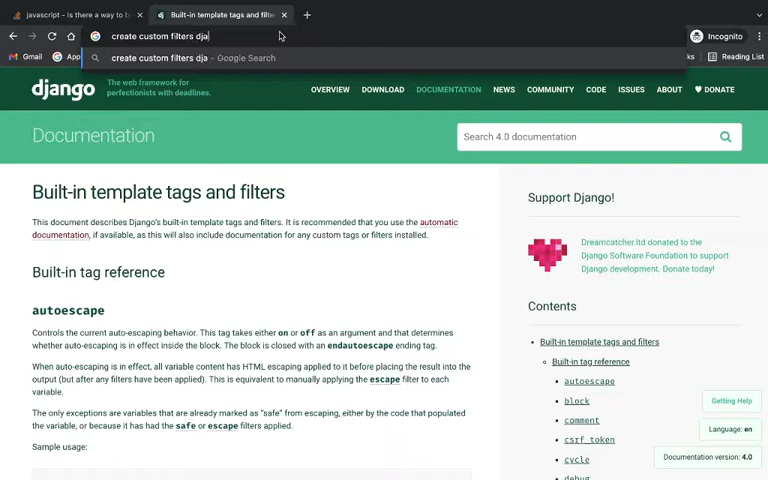 javascript - Is there a way to b
Built-in template tags and filte
create custom filters dja
Incognito
Gmail
App
create custom filters dja - Google Search
ks
Reading List
django
The web framework for
perfectionists with deadlines.
OVERVIEW
DOWNLOAD
DOCUMENTATION
NEWS
COMMUNITY
CODE
ISSUES
ABOUT
DONATE
Documentation
Search 4.0 documentation
Built-in template tags and filters
This document describes Django's built-in template tags and filters. It is recommended that you use the automatic
documentation, if available, as this will also include documentation for any custom tags or filters installed.
Built-in tag reference
autoescape
Controls the current auto-escaping behavior. This tag takes either on or off as an argument and that determines
whether auto-escaping is in effect inside the block. The block is closed with an endautoescape ending tag.
When auto-escaping is in effect, all variable content has HTML escaping applied to it before placing the result into the
output (but after any filters have been applied). This is equivalent to manually applying the escape filter to each
variable.
The only exceptions are variables that are already marked as "safe" from escaping, either by the code that populated
the variable, or because it has had the safe or escape filters applied.
Sample usage:
Support Django!
Dreamcatcher.ltd donated to the
Django Software Foundation to support
Django development. Donate today!
Contents
Built-in template tags and filters
Built-in tag reference
autoescape
block
comment
csrf_token
cycle
debug
Getting Help
Language: en
Documentation version: 4.0